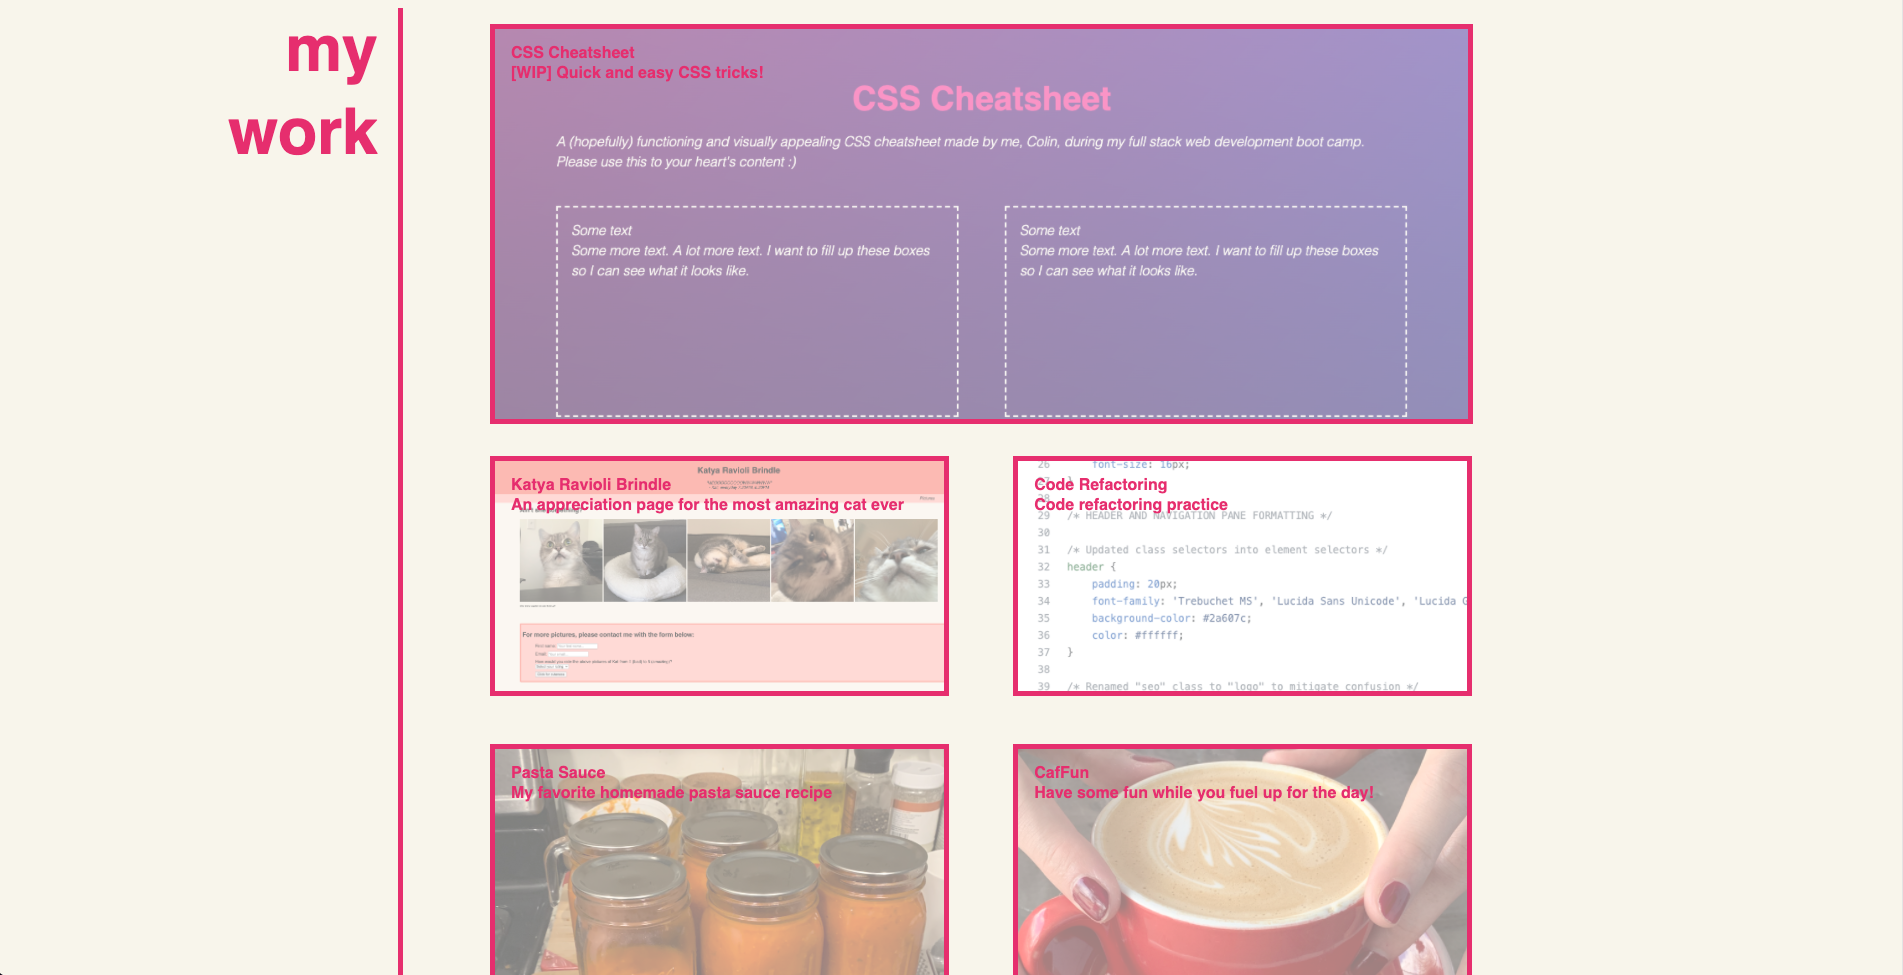 my
work
CSS Cheatsheet
[WIP] Quick and easy CSS tricks!
CSS Cheatsheet
A (hopefully) functioning and visually appealing CSS cheatsheet made by me, Colin, during my full stack web development boot camp.
Please use this to your heart's content :)
Some text
Some more text. A lot more text. I want to fill up these boxes
so I can see what it looks like.
Some text
Some more text. A lot more text. I want to fill up these boxes
so I can see what it looks like.
Katya Ravioli Brindle
Katya Ravioli Brindle
An appreciation page for the most amazing cat ever
For more pictures, please contact me with the form below:
Code Refactoring
Code refactoring practice
26 font-size: 16px;
29 /* HEADER AND NAVIGATION PANE FORMATTING */
30
31 /* Updated class selectors into element selectors */
32 header {
33 padding: 20px;
34 font-family: 'Trebuchet MS', 'Lucida Sans Unicode', 'Lucida G
35 background-color: #2a607c;
36 color: #ffffff;
37 }
38
39 /* Renamed "seo" class to "logo" to mitigate confusion */
Pasta Sauce
My favorite homemade pasta sauce recipe
CafFun
Have some fun while you fuel up for the day!